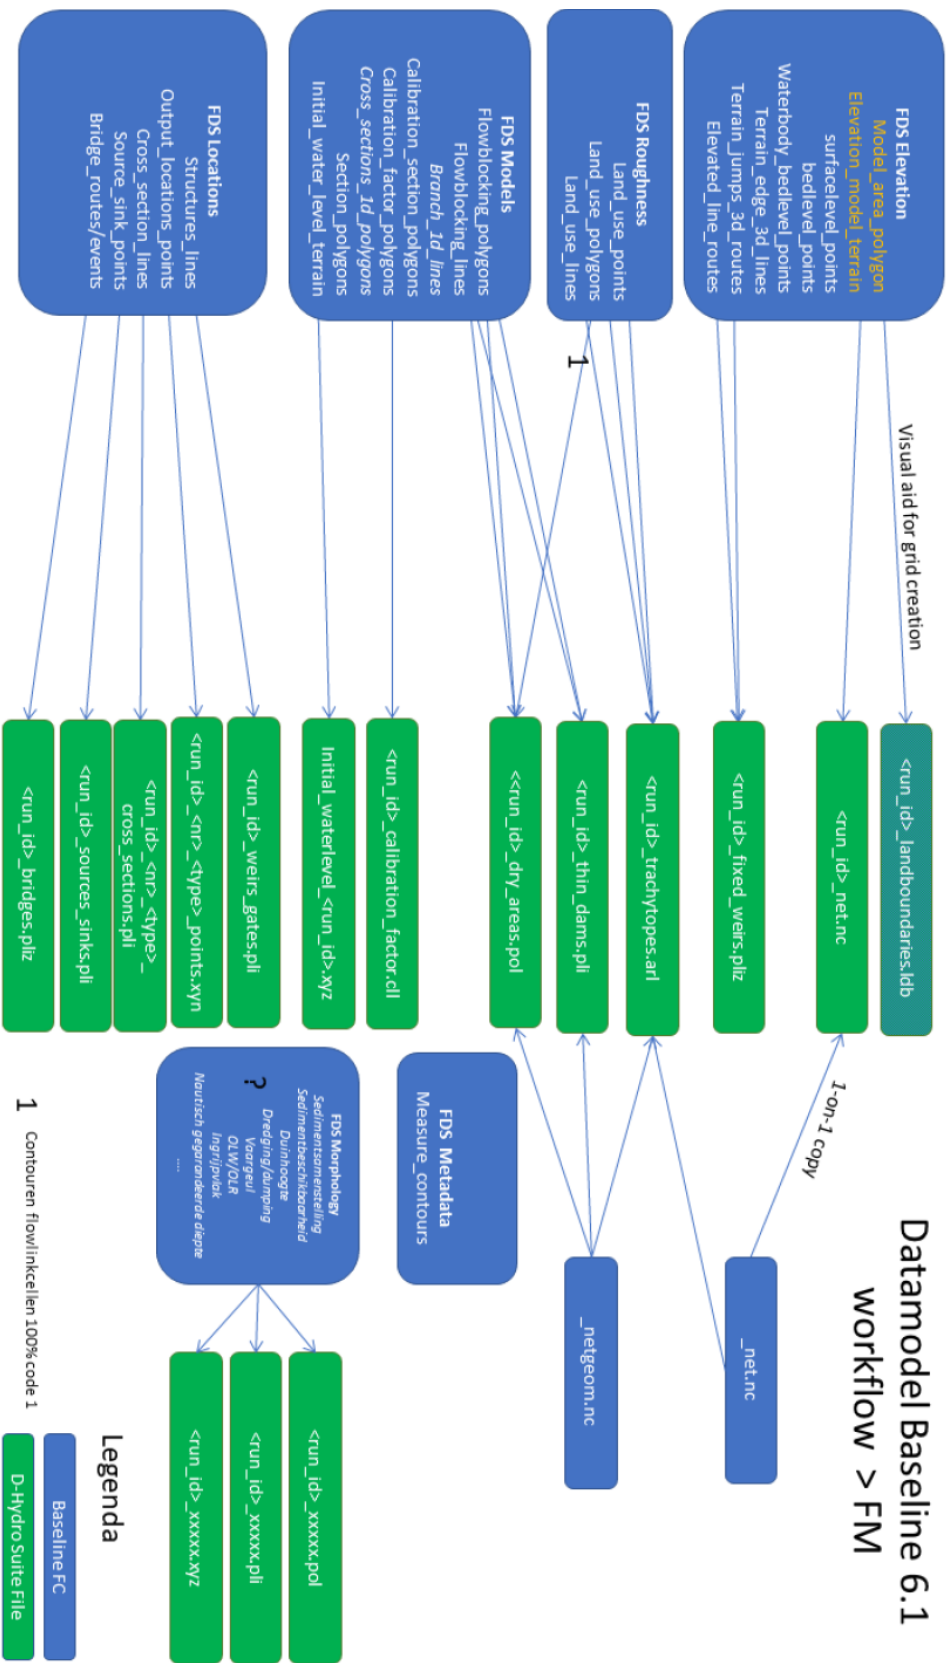 Datamodel Baseline 6.1
workflow > FM
FDS Elevation
Model_area_polygon
Elevation_model_terrain
surfacelevel_points
bedlevel_points
Waterbody_bedlevel_points
Terrain_edge_3d_lines
Terrain_jumps_3d_routes
Elevated_line_routes
FDS Roughness
Land_use_points
Land_use_polygons
Land_use_lines
FDS Models
Flowblocking_polygons
Flowblocking_lines
Branch_1d_lines
Calibration_section_polygons
Calibration_factor_polygons
Cross_sections_1d_polygons
Section_polygons
Initial_water_level_terrain
FDS Locations
Structures_lines
Output_locations_points
Cross_section_lines
Source_sink_points
Bridge_routes/events
Visual aid for grid creation
1
<run_id>_landboundaries.ldb
<run_id>_net.nc
<run_id>_fixed_weirs.pliz
<run_id>_trachytopes.arl
<run_id>_thin_dams.pli
<<run_id>_dry_areas.pol
<run_id>_calibration_factor.cll
Initial_waterlevel_<run_id>.xyz
<run_id>_weirs_gates.pli
<run_id>_<nr>_<type>_points.xyn
<run_id>_<nr>_<type>_
cross_sections.pli
<run_id>_sources_sinks.pli
<run_id>_bridges.pliz
1-on-1 copy
_net.nc
_netgeom.nc
FDS Metadata
Measure_contours
FDS Morphology
Sedimentsamenstelling
Sedimentbeschikbaarheid
Duinhoogte
Dredging/dumping
Vaargeul
OLW/OLR
Ingrijpvlak
Nautisch gegarandeerde diepte
....
?
<run_id>_xxxxx.pol
<run_id>_xxxxx.pli
<run_id>_xxxxx.xyz
1 Contouren flowlinkcellen 100% code 1
Legenda
Baseline FC
D-Hydro Suite File